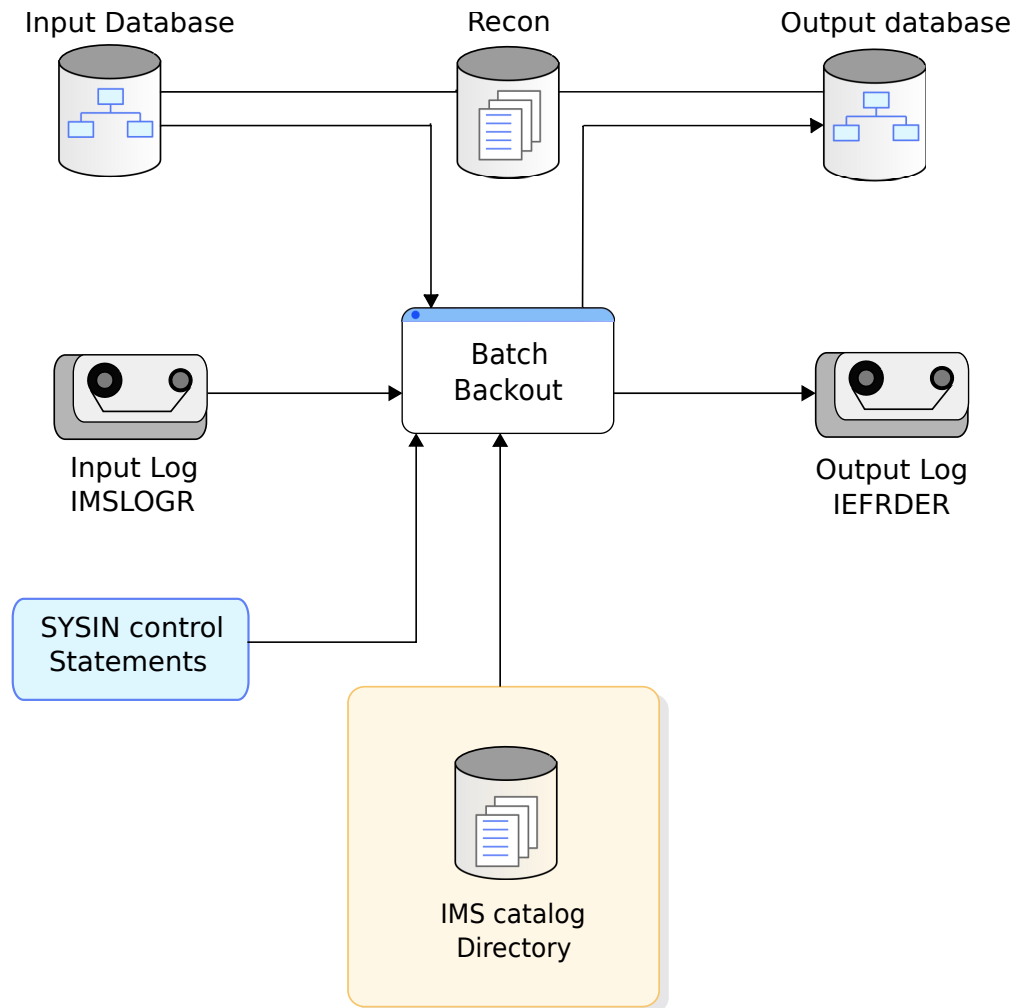 Input Database
Recon
Output database
Batch
Backout
Input Log
IMSLOGR
Output Log
IEFRDER
SYSIN control
Statements
IMS catalog
Directory